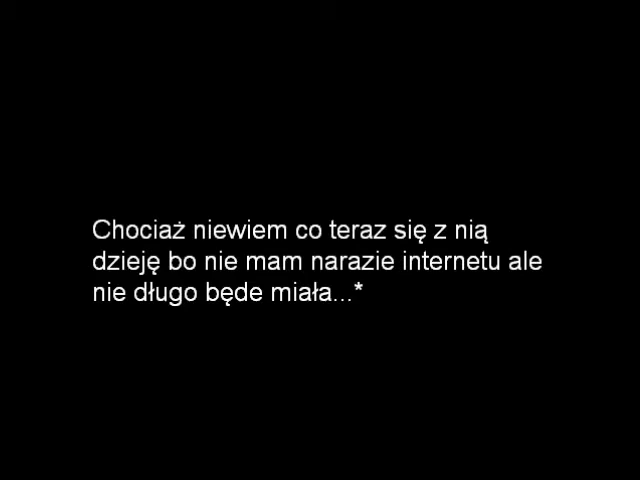 Chociaż niewiem co teraz się z nią
dzieję bo nie mam narazie internetu ale
nie długo będe miała...*